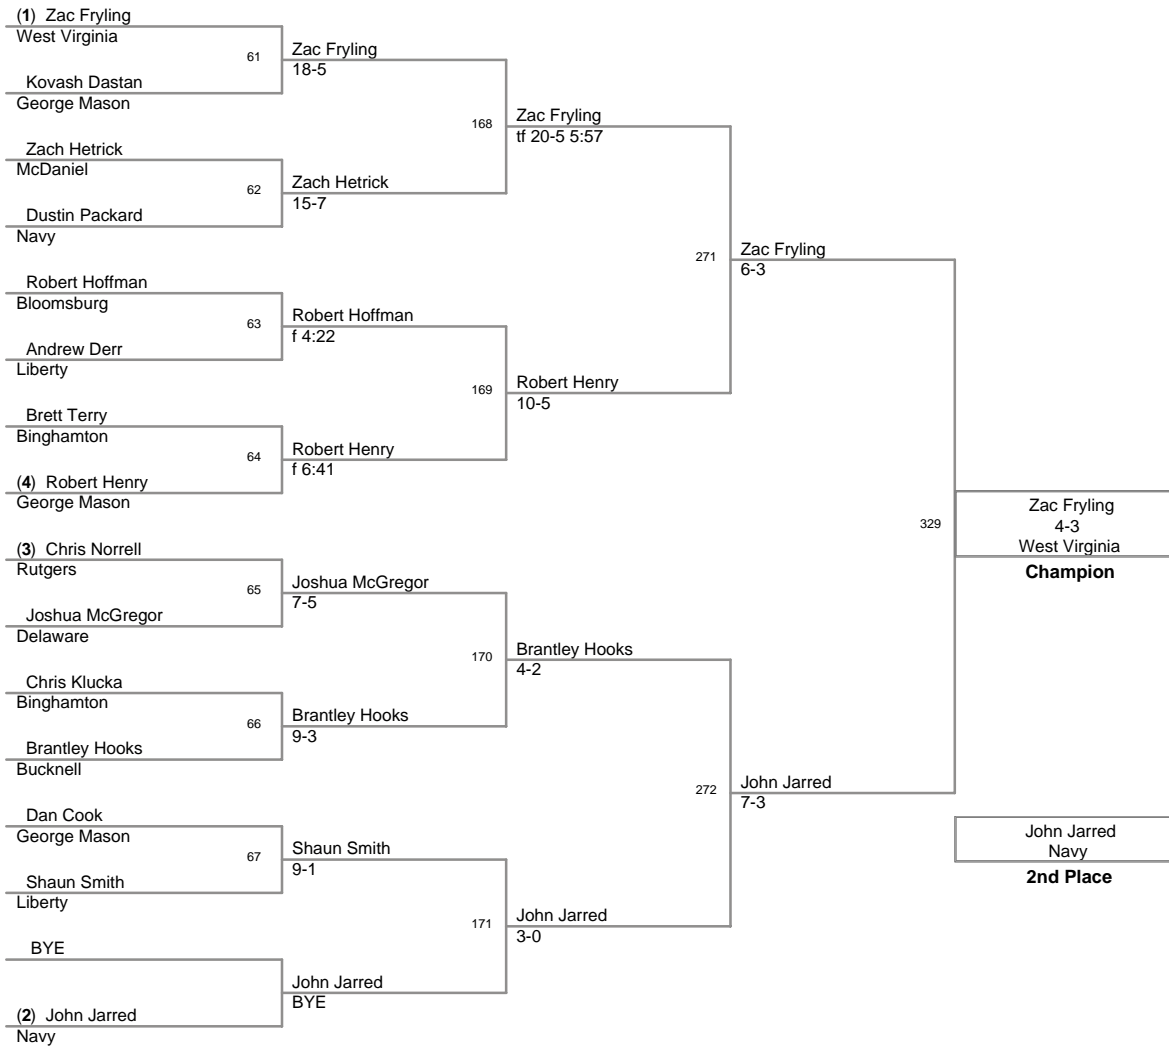 (1) Zac Fryling
West Virginia
61
Kovash Dastan
George Mason
Zach Hetrick
McDaniel
62
Dustin Packard
Navy
Robert Hoffman
Bloomsburg
63
Andrew Derr
Liberty
Brett Terry
Binghamton
64
(4) Robert Henry
George Mason
(3) Chris Norrell
Rutgers
65
Joshua McGregor
Delaware
Chris Klucka
Binghamton
66
Brantley Hooks
Bucknell
Dan Cook
George Mason
67
Shaun Smith
Liberty
BYE
(2) John Jarred
Navy
Zac Fryling
18-5
168
Zach Hetrick
15-7
Robert Hoffman
f 4:22
169
Robert Henry
f 6:41
Joshua McGregor
7-5
170
Brantley Hooks
9-3
Shaun Smith
9-1
171
John Jarred
BYE
Zac Fryling
tf 20-5 5:57
271
Robert Henry
10-5
Brantley Hooks
4-2
272
John Jarred
3-0
Zac Fryling
6-3
329
John Jarred
7-3
Zac Fryling
4-3
West Virginia
Champion
John Jarred
Navy
2nd Place